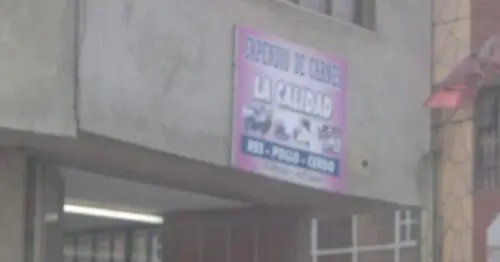 EXPENDIO DE CARNES
LA CALIDAD
RES - POLLO - CERDO